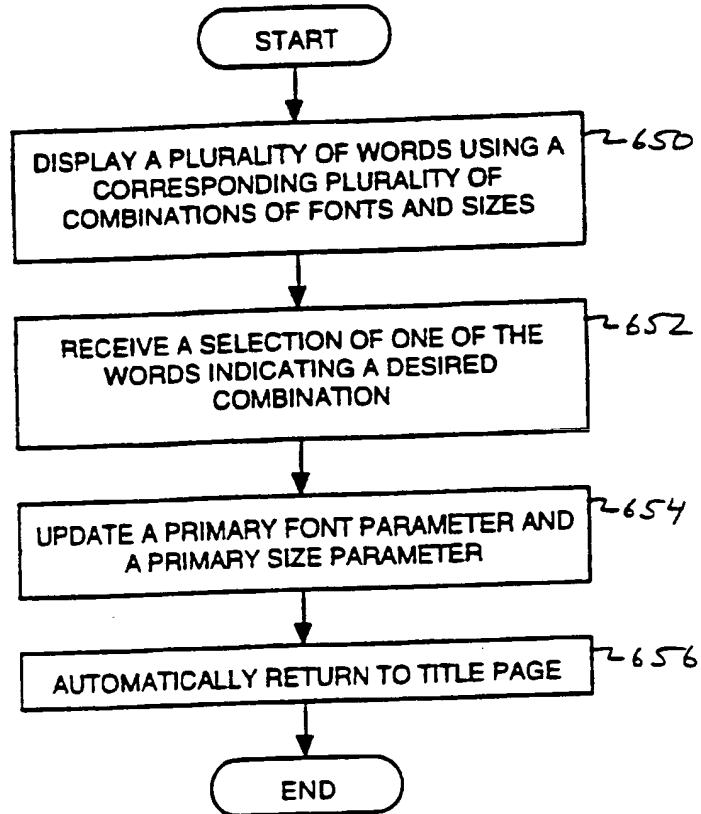 START
DISPLAY A PLURALITY OF WORDS USING A
CORRESPONDING PLURALITY OF
COMBINATIONS OF FONTS AND SIZES
650
RECEIVE A SELECTION OF ONE OF THE
WORDS INDICATING A DESIRED
COMBINATION
652
UPDATE A PRIMARY FONT PARAMETER AND
A PRIMARY SIZE PARAMETER
654
AUTOMATICALLY RETURN TO TITLE PAGE
656
END